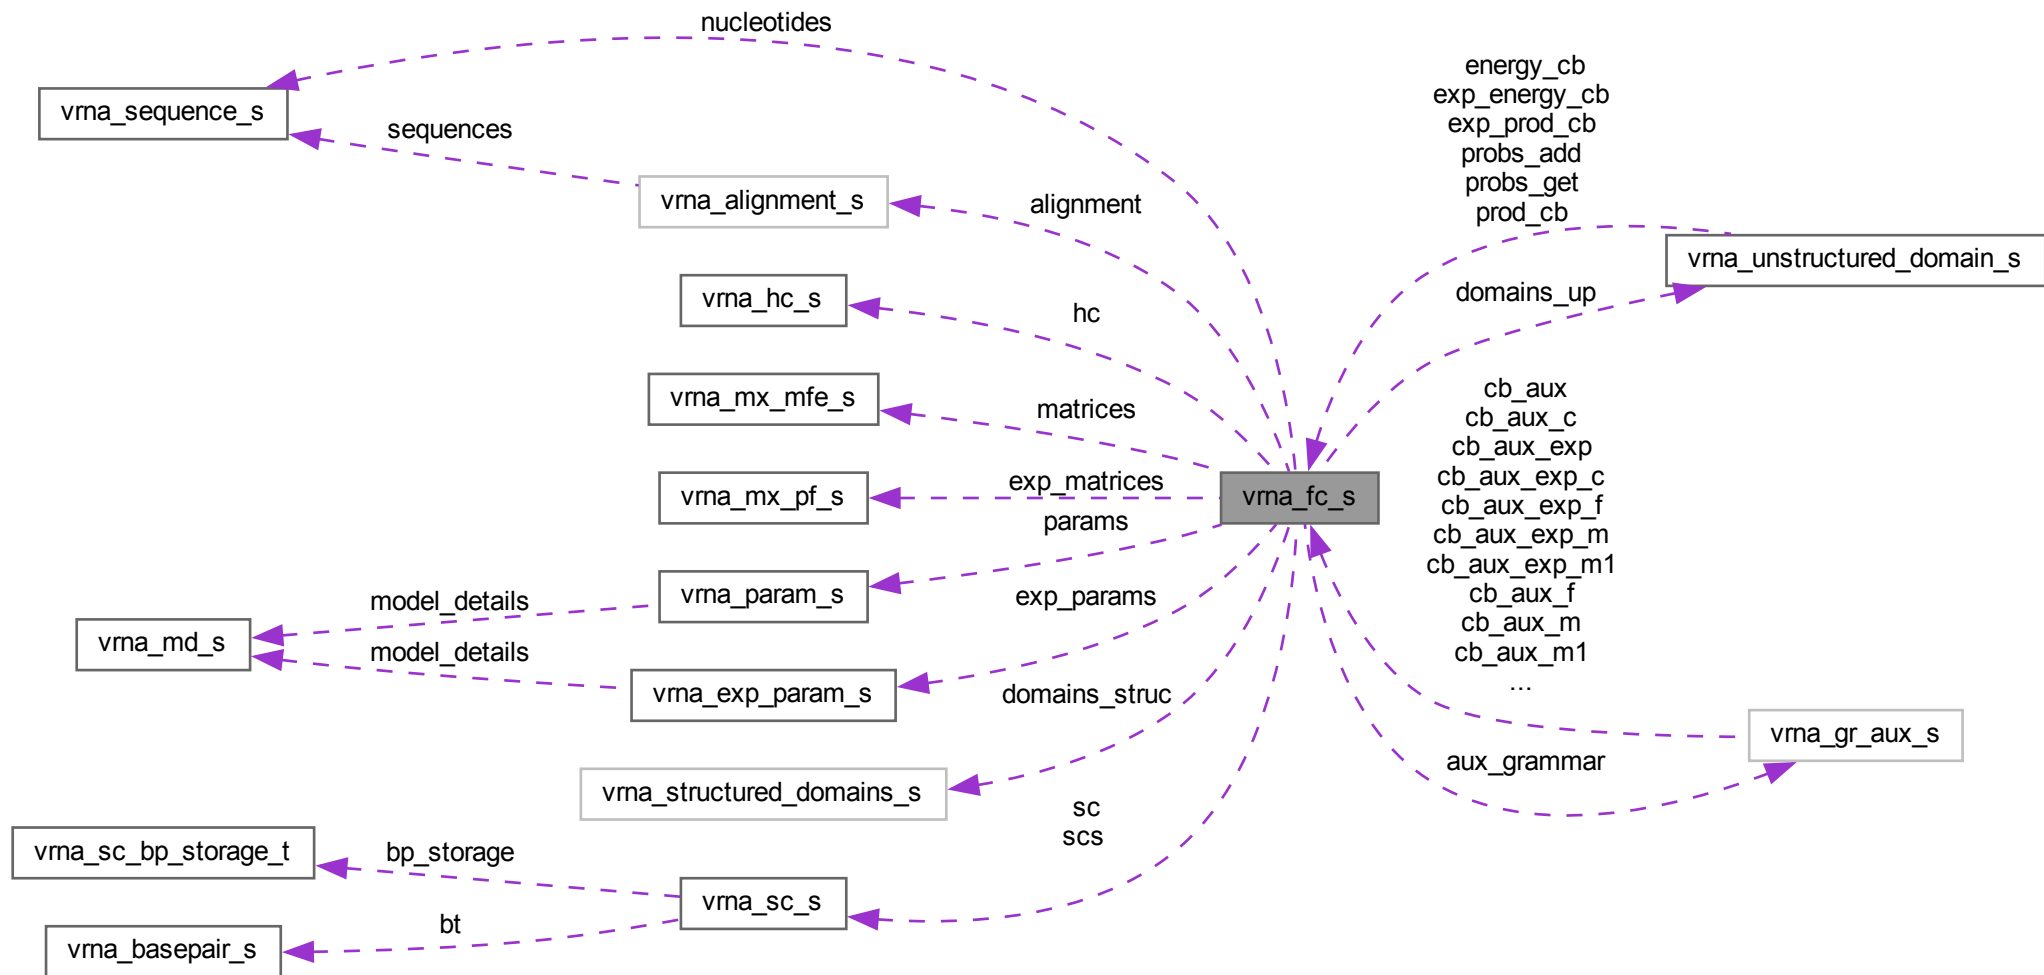 nucleotides
energy_cb
exp_energy_cb
exp_prod_cb
probs_add
probs_get
prod_cb
vrna_sequence_s
sequences
vrna_alignment_s
alignment
vrna_unstructured_domain_s
domains_up
vrna_hc_s
hc
vrna_mx_mfe_s
matrices
cb_aux
cb_aux_c
cb_aux_exp
cb_aux_exp_c
cb_aux_exp_f
cb_aux_exp_m
cb_aux_exp_m1
cb_aux_f
cb_aux_m
cb_aux_m1
...
vrna_mx_pf_s
exp_matrices
vrna_fc_s
params
vrna_param_s
model_details
exp_params
vrna_md_s
model_details
vrna_exp_param_s
domains_struc
vrna_gr_aux_s
aux_grammar
vrna_structured_domains_s
sc
scs
vrna_sc_bp_storage_t
bp_storage
vrna_sc_s
bt
vrna_basepair_s